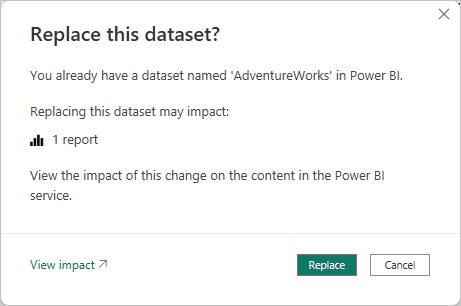 Replace this dataset?
You already have a dataset named 'AdventureWorks' in Power BI.
Replacing this dataset may impact:
1 report
View the impact of this change on the content in the Power BI
service.
View impact
Replace
Cancel